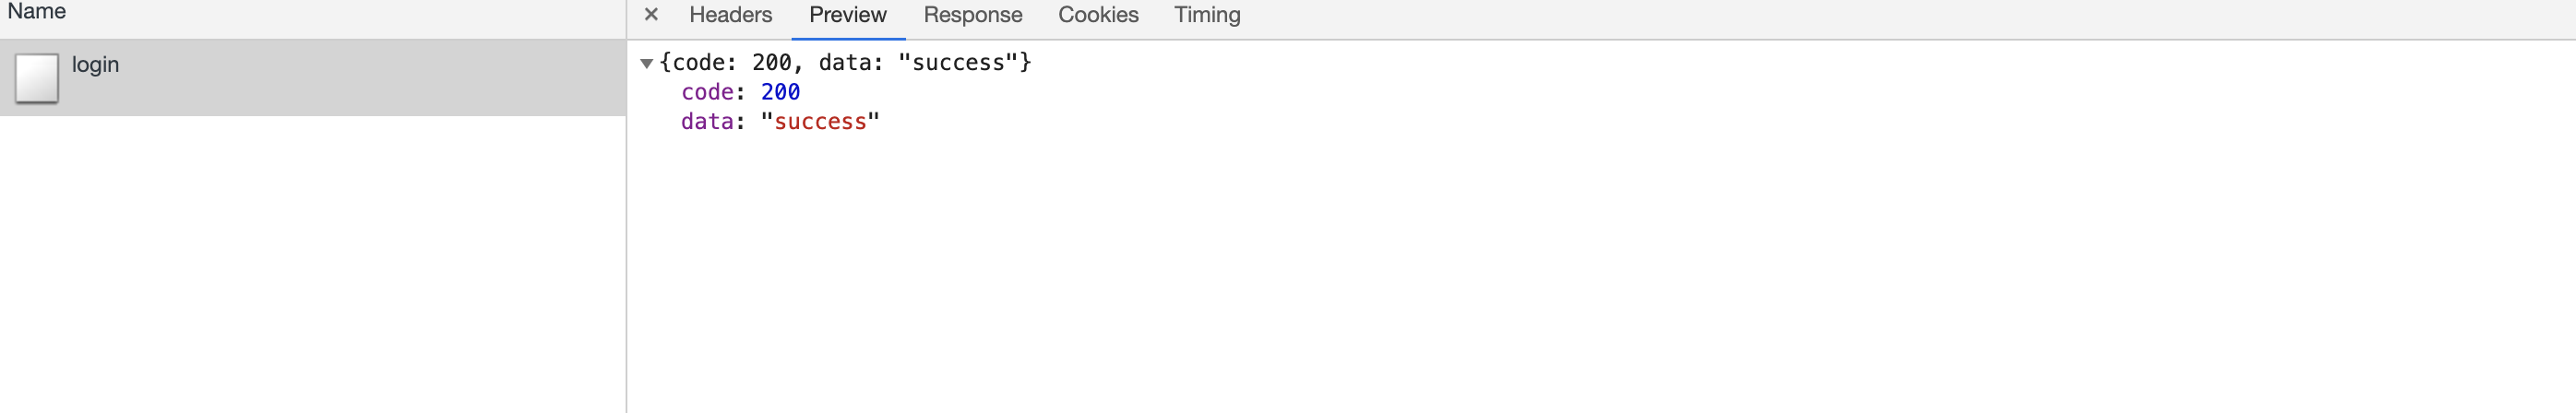 Name
× Headers Preview Response Cookies Timing
login
▼{code: 200, data: "success"}
code: 200
data: "success"